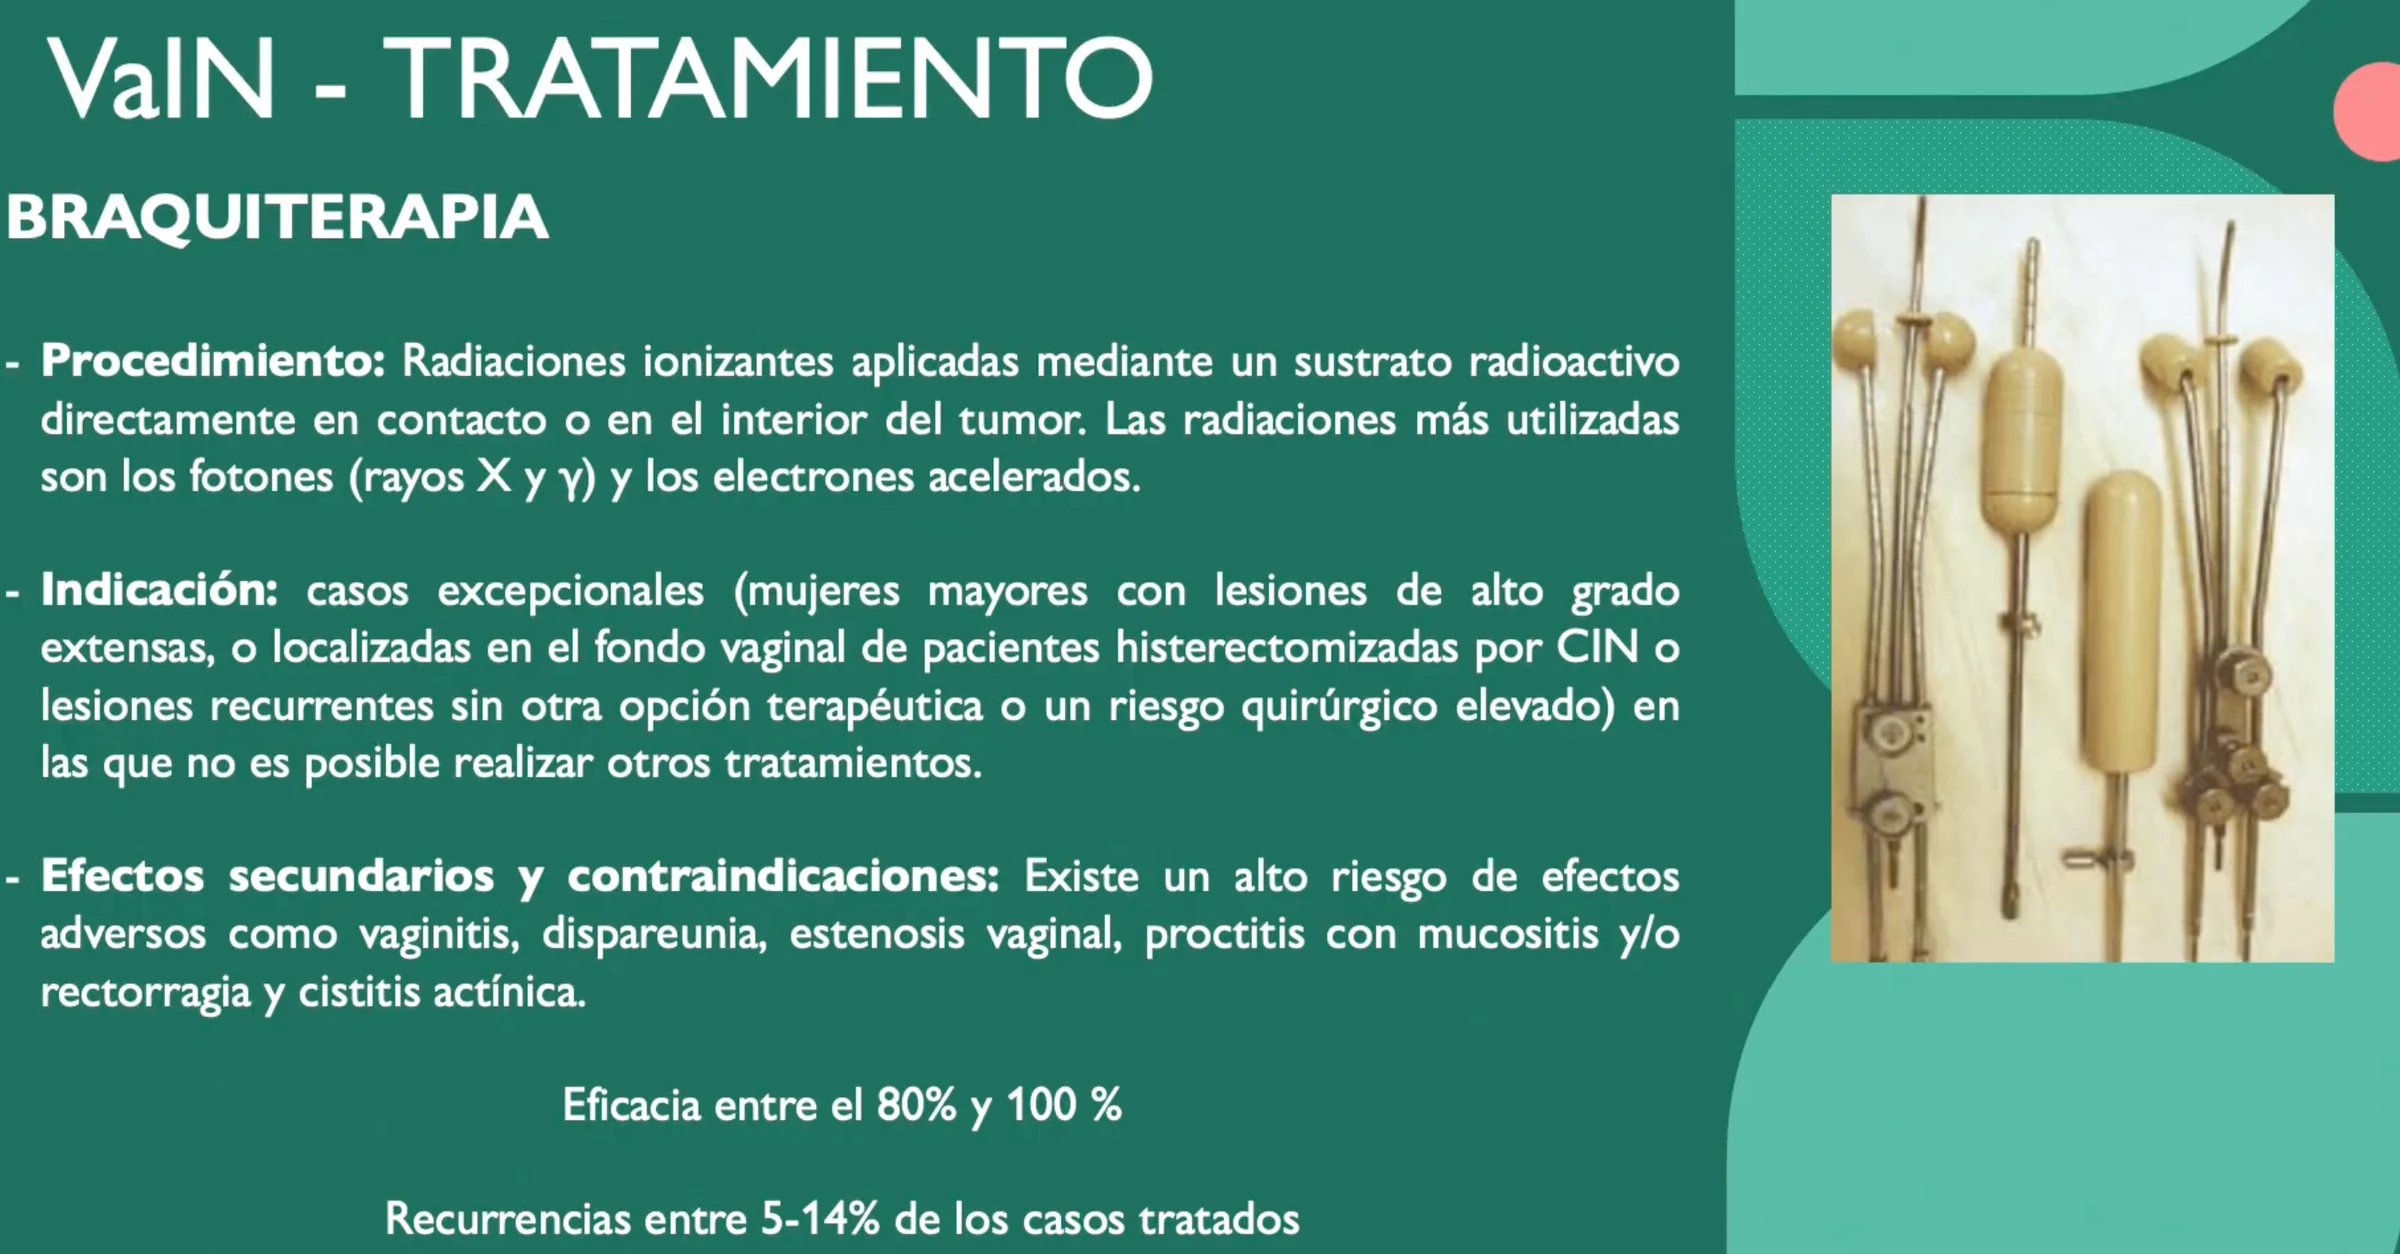 VaIN - TRATAMIENTO
BRAQUITERAPIA
- Procedimiento: Radiaciones ionizantes aplicadas mediante un sustrato radioactivo
directamente en contacto o en el interior del tumor. Las radiaciones más utilizadas
son los fotones (rayos X y γ) y los electrones acelerados.
- Indicación: casos excepcionales (mujeres mayores con lesiones de alto grado
extensas, o localizadas en el fondo vaginal de pacientes histerectomizadas por CIN o
lesiones recurrentes sin otra opción terapéutica o un riesgo quirúrgico elevado) en
las que no es posible realizar otros tratamientos.
- Efectos secundarios y contraindicaciones: Existe un alto riesgo de efectos
adversos como vaginitis, dispareunia, estenosis vaginal, proctitis con mucositis y/o
rectorragia y cistitis actínica.
Eficacia entre el 80% y 100 %
Recurrencias entre 5-14% de los casos tratados